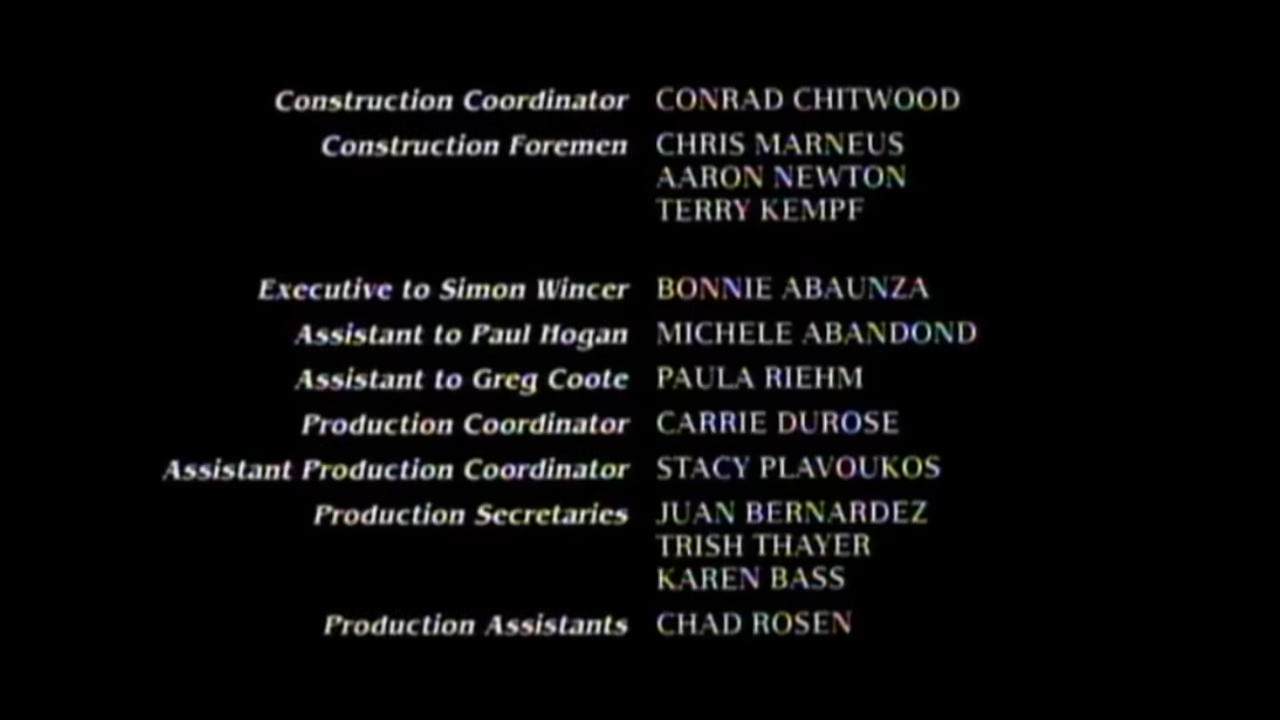 Construction Coordinator CONRAD CHITWOOD
Construction Foremen CHRIS MARNEUS
AARON NEWTON
TERRY KEMPF
Executive to Simon Wincer BONNIE ABAUNZA
Assistant to Paul Hogan MICHELE ABANDOND
Assistant to Greg Coote PAULA RIEHM
Production Coordinator CARRIE DUROSE
Assistant Production Coordinator STACY PLAVOUKOS
Production Secretaries JUAN BERNARDEZ
TRISH THAYER
KAREN BASS
Production Assistants CHAD ROSEN